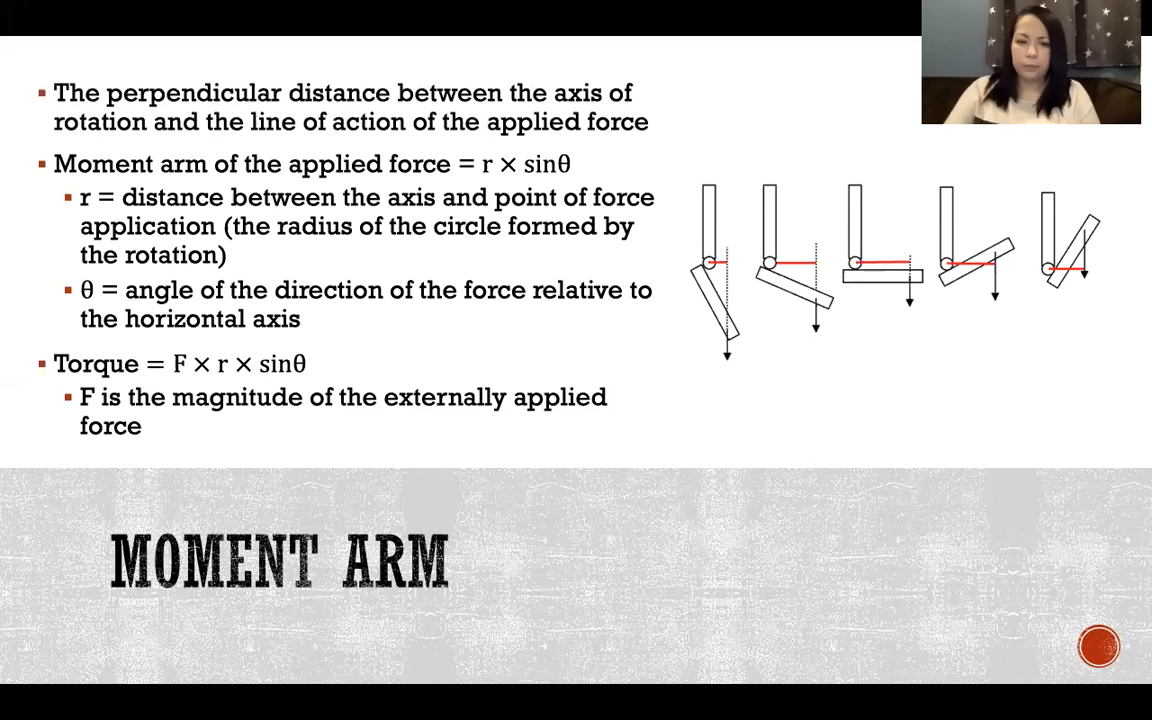 The perpendicular distance between the axis of
rotation and the line of action of the applied force
Moment arm of the applied force = r × sinθ
r = distance between the axis and point of force
application (the radius of the circle formed by
the rotation)
θ = angle of the direction of the force relative to
the horizontal axis
Torque = F × r × sinθ
F is the magnitude of the externally applied
force
MOMENT ARM